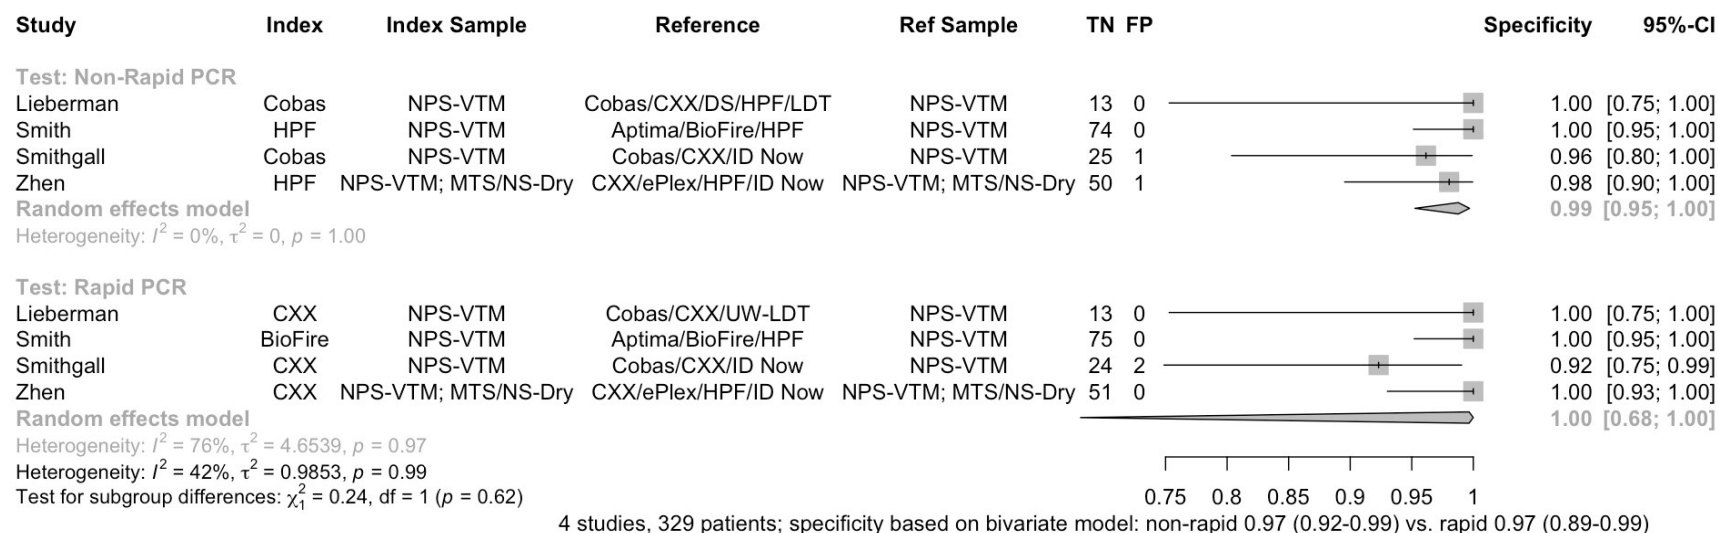 Study Index Index Sample Reference Ref Sample TN FP Specificity 95%-CI
Test: Non-Rapid PCR
Lieberman Cobas NPS-VTM Cobas/CXX/DS/HPF/LDT NPS-VTM 13 0 1.00 [0.75; 1.00]
Smith HPF NPS-VTM Aptima/BioFire/HPF NPS-VTM 74 0 1.00 [0.95; 1.00]
Smithgall Cobas NPS-VTM Cobas/CXX/ID Now NPS-VTM 25 1 0.96 [0.80; 1.00]
Zhen HPF NPS-VTM; MTS/NS-Dry CXX/ePlex/HPF/ID Now NPS-VTM; MTS/NS-Dry 50 1 0.98 [0.90; 1.00]
Random effects model 0.99 [0.95; 1.00]
Heterogeneity: I² = 0%, τ² = 0, p = 1.00
Test: Rapid PCR
Lieberman CXX NPS-VTM Cobas/CXX/UW-LDT NPS-VTM 13 0 1.00 [0.75; 1.00]
Smith BioFire NPS-VTM Aptima/BioFire/HPF NPS-VTM 75 0 1.00 [0.95; 1.00]
Smithgall CXX NPS-VTM Cobas/CXX/ID Now NPS-VTM 24 2 0.92 [0.75; 0.99]
Zhen CXX NPS-VTM; MTS/NS-Dry CXX/ePlex/HPF/ID Now NPS-VTM; MTS/NS-Dry 51 0 1.00 [0.93; 1.00]
Random effects model 1.00 [0.68; 1.00]
Heterogeneity: I² = 76%, τ² = 4.6539, p = 0.97
Heterogeneity: I² = 42%, τ² = 0.9853, p = 0.99
Test for subgroup differences: χ₁² = 0.24, df = 1 (p = 0.62)
0.75 0.8 0.85 0.9 0.95 1
4 studies, 329 patients; specificity based on bivariate model: non-rapid 0.97 (0.92-0.99) vs. rapid 0.97 (0.89-0.99)